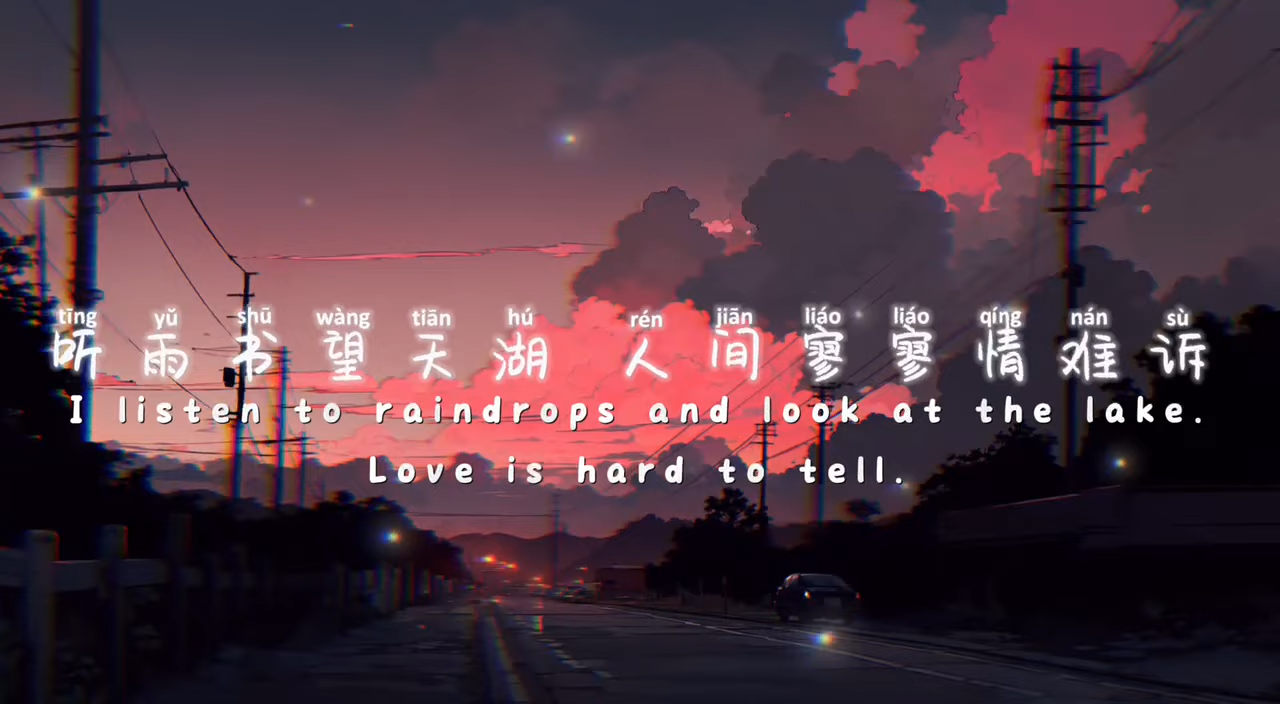 tīng yǔ shū wàng tiān hú rén jiān liáo liáo qíng nán sù
听雨书望天湖 人间寥寥情难诉
I listen to raindrops and look at the lake.
Love is hard to tell.